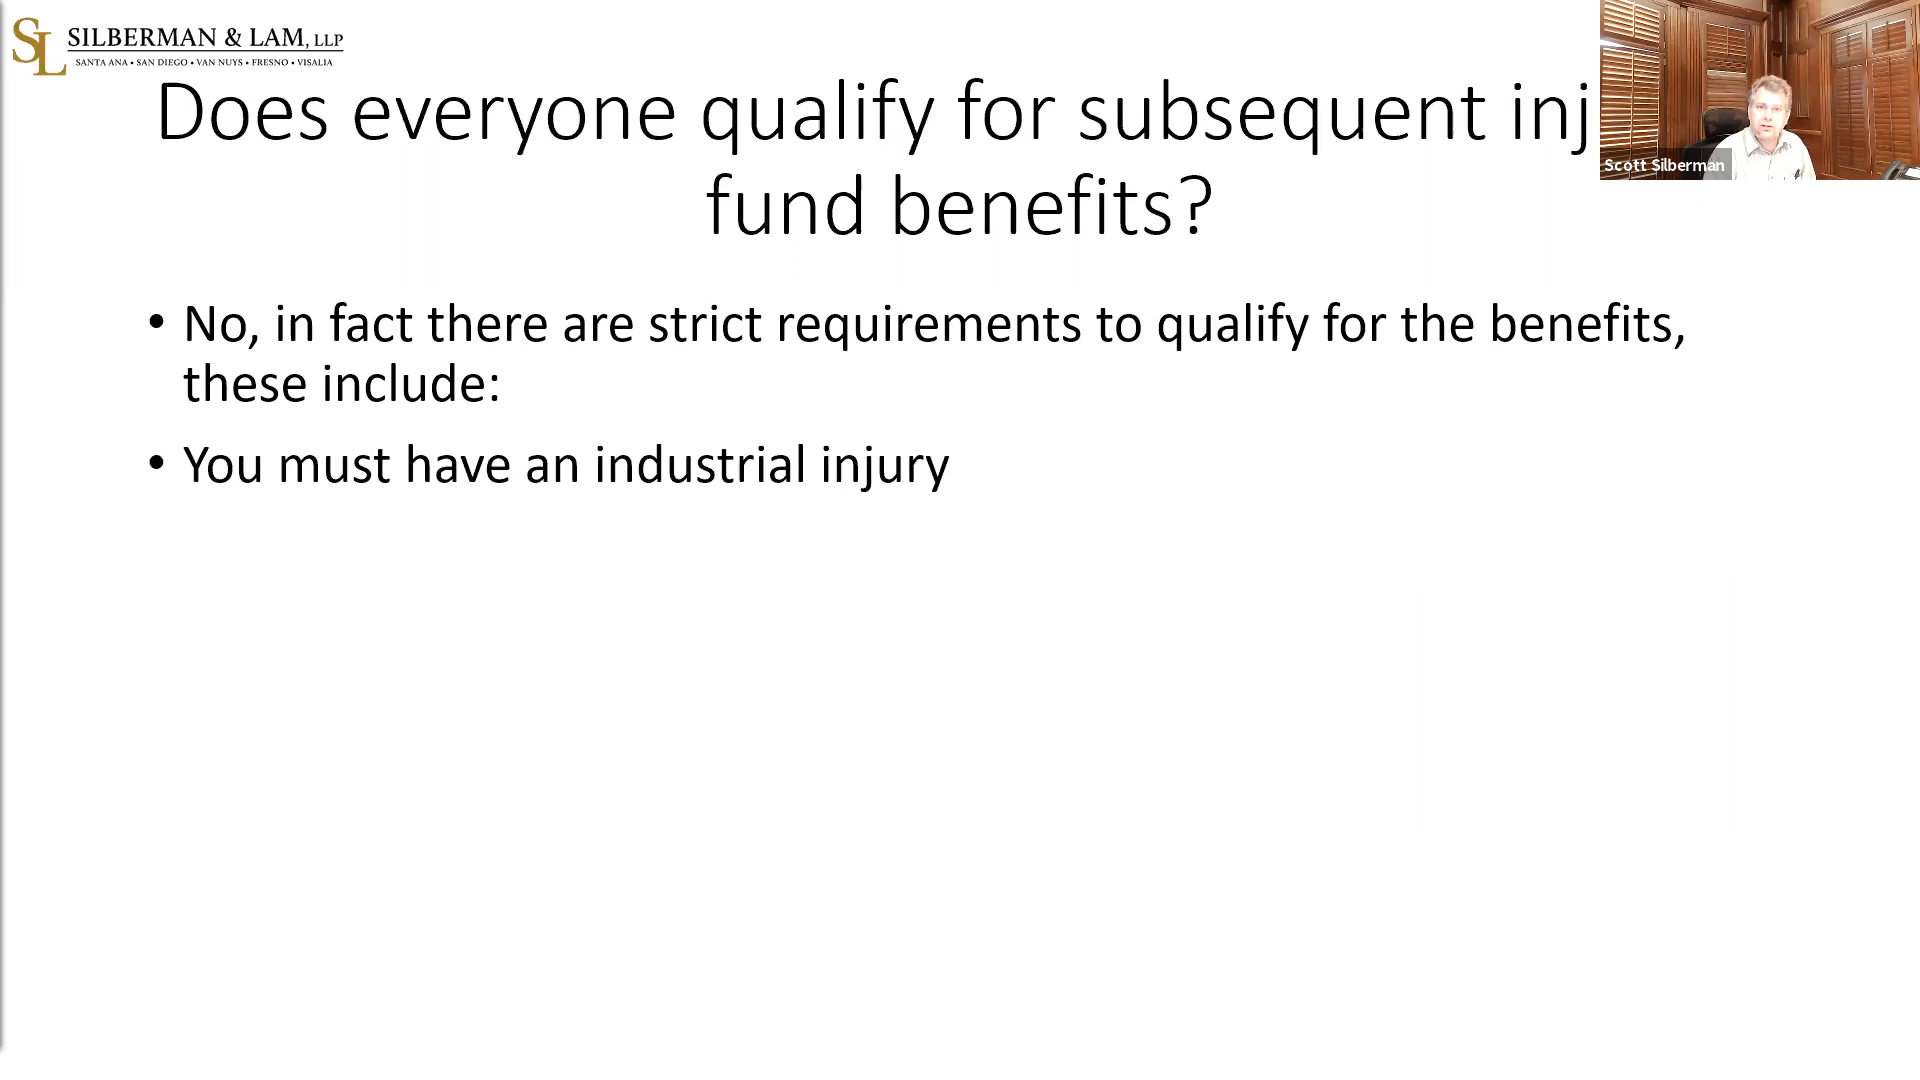 SL SILBERMAN & LAM, LLP
SANTA ANA • SAN DIEGO • VAN NUYS • FRESNO • VISALIA
Does everyone qualify for subsequent inj
fund benefits?
Scott Silberman
• No, in fact there are strict requirements to qualify for the benefits,
these include:
• You must have an industrial injury